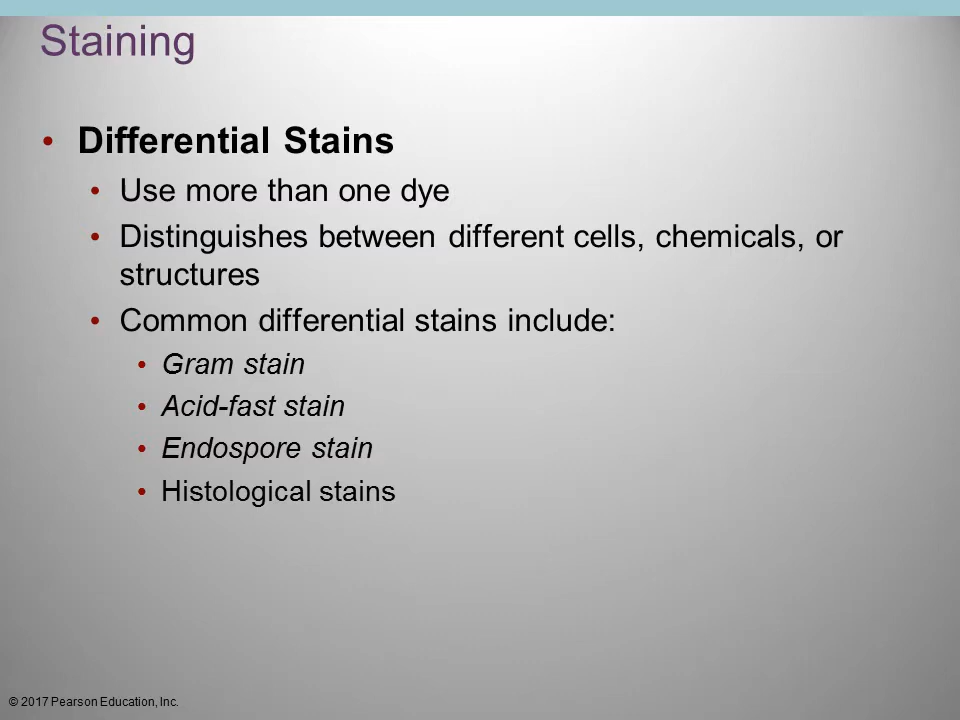 Staining
• Differential Stains
• Use more than one dye
• Distinguishes between different cells, chemicals, or
structures
• Common differential stains include:
• Gram stain
• Acid-fast stain
• Endospore stain
• Histological stains
© 2017 Pearson Education, Inc.